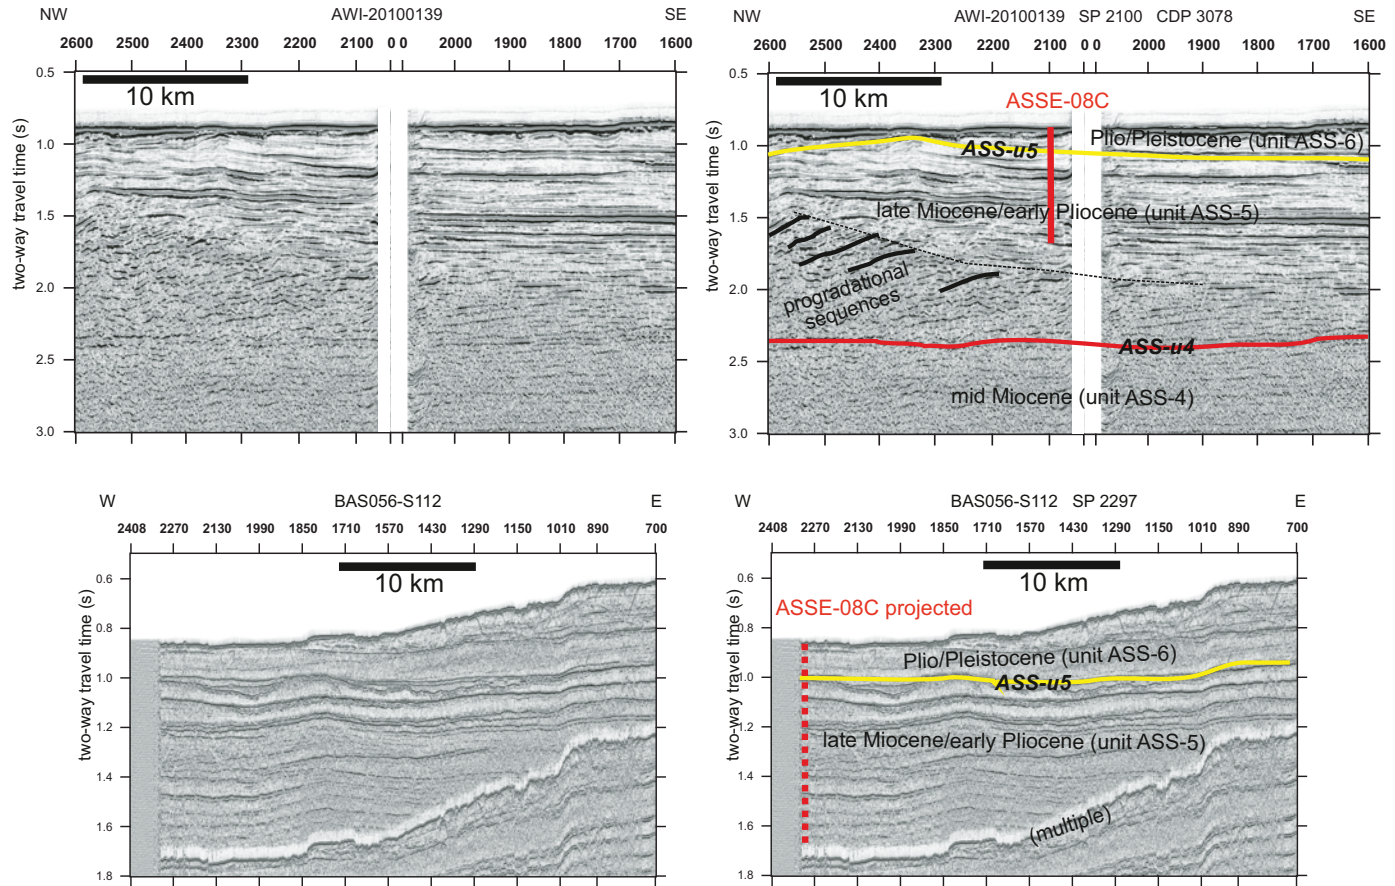 NW AWI-20100139 SE
2600 2500 2400 2300 2200 2100 0 0 0 1900 1800 1700 1600
0.5
10 km
1.0
1.5
2.0
2.5
3.0
two-way travel time (s)
NW AWI-20100139 SP 2100 CDP 3078 SE
2600 2500 2400 2300 2200 2100 0 0 0 2000 1900 1800 1700 1600
0.5
10 km
ASSE-08C
1.0
Plio/Pleistocene (unit ASS-6)
ASS-u5
1.5
late Miocene/early Pliocene (unit ASS-5)
2.0
progradational
sequences
ASS-u4
2.5
mid Miocene (unit ASS-4)
3.0
two-way travel time (s)
W BAS056-S112 E
2408 2270 2130 1990 1850 1710 1570 1430 1290 1150 1010 890 700
10 km
0.6
0.8
1.0
1.2
1.4
1.6
1.8
two-way travel time (s)
W BAS056-S112 SP 2297 E
2408 2270 2130 1990 1850 1710 1570 1430 1290 1150 1010 890 700
0.6
10 km
ASSE-08C projected
0.8
Plio/Pleistocene (unit ASS-6)
1.0
ASS-u5
1.2
late Miocene/early Pliocene (unit ASS-5)
1.4
(multiple)
1.6
1.8
two-way travel time (s)